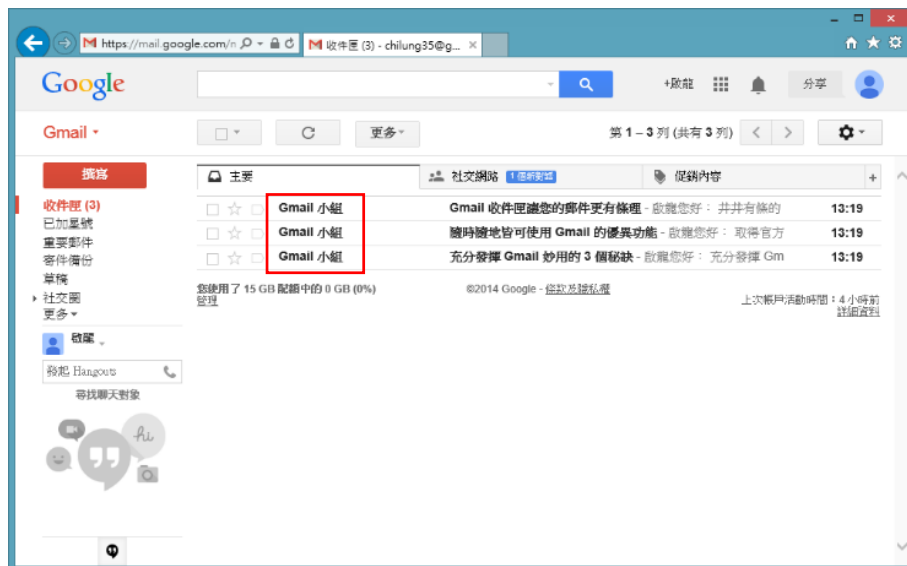 https://mail.google.com/n
M 收件匣 (3) - chilung35@g... ×
Google
+啟龍
分享
Gmail
更多
第 1 – 3 列 (共有 3 列)
撰寫
主要
社交網路 1 個新對話
促銷內容
+
收件匣 (3)
已加星號
重要郵件
寄件備份
草稿
社交圈
更多
Gmail 小組 Gmail 收件匣讓您的郵件更有條理 - 啟龍您好： 井井有條的 13:19
Gmail 小組 隨時隨地皆可使用 Gmail 的優異功能 - 啟龍您好： 取得官方 13:19
Gmail 小組 充分發揮 Gmail 妙用的 3 個秘訣 - 啟龍您好： 充分發揮 Gm 13:19
您使用了 15 GB 配額中的 0 GB (0%)
管理
©2014 Google - 條款及隱私權
上次帳戶活動時間：4 小時前
詳細資料
啟龍
發起 Hangouts
尋找聊天對象
hi